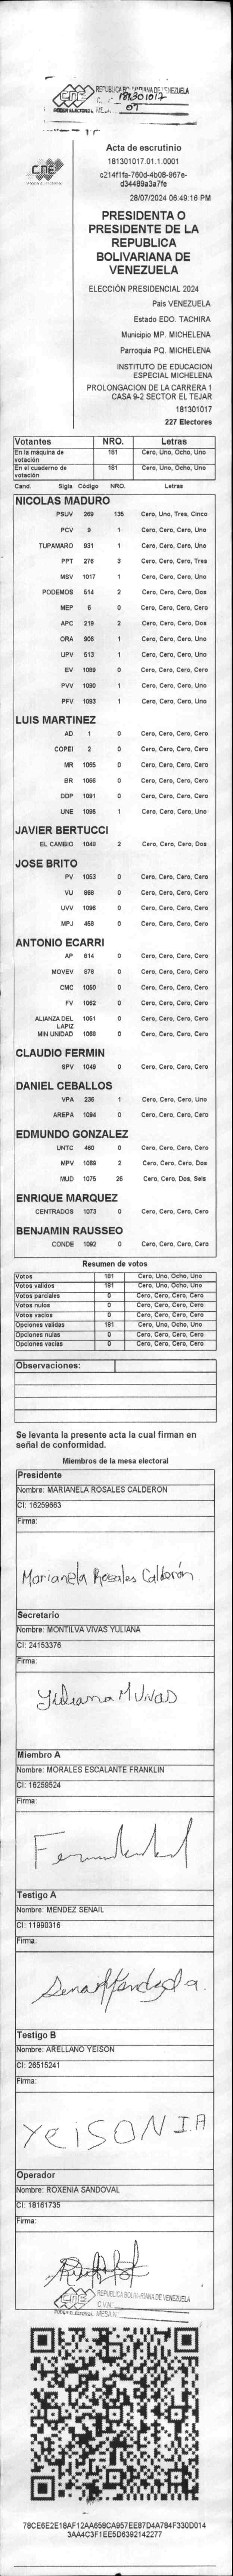 REPUBLICA BOLIVARIANA DE VENEZUELA
181301017
PODER ELECTORAL
01
CNE
Acta de escrutinio
181301017.01.1.0001
c214f1fa-760d-4b08-967e-
d34489a3a7fe
28/07/2024 06:49:16 PM
PRESIDENTA O
PRESIDENTE DE LA
REPUBLICA
BOLIVARIANA DE
VENEZUELA
ELECCIÓN PRESIDENCIAL 2024
Pais VENEZUELA
Estado EDO. TACHIRA
Municipio MP. MICHELENA
Parroquia PQ. MICHELENA
INSTITUTO DE EDUCACION
ESPECIAL MICHELENA
PROLONGACION DE LA CARRERA 1
CASA 9-2 SECTOR EL TEJAR
181301017
227 Electores
Votantes NRO. Letras
En la máquina de votación 181 Cero, Uno, Ocho, Uno
En el cuaderno de votación 181 Cero, Uno, Ocho, Uno
Cand. Sigla Código NRO. Letras
NICOLAS MADURO
PSUV 269 135 Cero, Uno, Tres, Cinco
PCV 9 1 Cero, Cero, Cero, Uno
TUPAMARO 931 1 Cero, Cero, Cero, Uno
PPT 276 3 Cero, Cero, Cero, Tres
MSV 1017 1 Cero, Cero, Cero, Uno
PODEMOS 514 2 Cero, Cero, Cero, Dos
MEP 6 0 Cero, Cero, Cero, Cero
APC 219 2 Cero, Cero, Cero, Dos
ORA 906 1 Cero, Cero, Cero, Uno
UPV 513 1 Cero, Cero, Cero, Uno
EV 1089 0 Cero, Cero, Cero, Cero
PVV 1090 1 Cero, Cero, Cero, Uno
PFV 1093 1 Cero, Cero, Cero, Uno
LUIS MARTINEZ
AD 1 0 Cero, Cero, Cero, Cero
COPEI 2 0 Cero, Cero, Cero, Cero
MR 1065 0 Cero, Cero, Cero, Cero
BR 1066 0 Cero, Cero, Cero, Cero
DDP 1091 0 Cero, Cero, Cero, Cero
UNE 1095 1 Cero, Cero, Cero, Uno
JAVIER BERTUCCI
EL CAMBIO 1048 2 Cero, Cero, Cero, Dos
JOSE BRITO
PV 1053 0 Cero, Cero, Cero, Cero
VU 868 0 Cero, Cero, Cero, Cero
UVV 1096 0 Cero, Cero, Cero, Cero
MPJ 458 0 Cero, Cero, Cero, Cero
ANTONIO ECARRI
AP 814 0 Cero, Cero, Cero, Cero
MOVEV 879 0 Cero, Cero, Cero, Cero
CMC 1050 0 Cero, Cero, Cero, Cero
FV 1062 0 Cero, Cero, Cero, Cero
ALIANZA DEL LAPIZ 1051 0 Cero, Cero, Cero, Cero
MIN UNIDAD 1068 0 Cero, Cero, Cero, Cero
CLAUDIO FERMIN
SPV 1049 0 Cero, Cero, Cero, Cero
DANIEL CEBALLOS
VPA 236 1 Cero, Cero, Cero, Uno
AREPA 1094 0 Cero, Cero, Cero, Cero
EDMUNDO GONZALEZ
UNTC 460 0 Cero, Cero, Cero, Cero
MPV 1069 2 Cero, Cero, Cero, Dos
MUD 1075 26 Cero, Cero, Dos, Seis
ENRIQUE MARQUEZ
CENTRADOS 1073 0 Cero, Cero, Cero, Cero
BENJAMIN RAUSSEO
CONDE 1092 0 Cero, Cero, Cero, Cero
Resumen de votos
Votos 181 Cero, Uno, Ocho, Uno
Votos validos 181 Cero, Uno, Ocho, Uno
Votos parciales 0 Cero, Cero, Cero, Cero
Votos nulos 0 Cero, Cero, Cero, Cero
Votos vacios 0 Cero, Cero, Cero, Cero
Opciones validas 181 Cero, Uno, Ocho, Uno
Opciones nulas 0 Cero, Cero, Cero, Cero
Opciones vacias 0 Cero, Cero, Cero, Cero
Observaciones:
Se levanta la presente acta la cual firman en
señal de conformidad.
Miembros de la mesa electoral
Presidente
Nombre: MARIANELA ROSALES CALDERON
CI: 16259663
Firma:
Marianela Rosales Calderón
Secretario
Nombre: MONTILVA VIVAS YULIANA
CI: 24153376
Firma:
Yuliana M Vivas
Miembro A
Nombre: MORALES ESCALANTE FRANKLIN
CI: 16259524
Firma:
Testigo A
Nombre: MENDEZ SENAIL
CI: 11990316
Firma:
Testigo B
Nombre: ARELLANO YEISON
CI: 26515241
Firma:
YeiSON IA
Operador
Nombre: ROXENIA SANDOVAL
CI: 18161735
Firma:
CNE
REPUBLICA BOLIVARIANA DE VENEZUELA
C.V.N.
PODER ELECTORAL MESA N
78CE6E2E18AF12AA658CA957EE87D4A784F330D014
3AA4C3F1EE5D6392142277